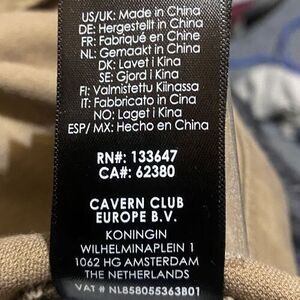 US/UK: Made in China
DE: Hergestellt in China
FR: Fabriqué en Chine
NL: Gemaakt in China
DK: Lavet i Kina
SE: Gjord i Kina
FI: Valmistettu Kiinassa
IT: Fabbricato in Cina
NO: Laget i Kina
ESP/ MX: Hecho en China
RN#: 133647
CA#: 62380
CAVERN CLUB
EUROPE B.V.
KONINGIN
WILHELMINAPLEIN 1
1062 HG AMSTERDAM
THE NETHERLANDS
VAT # NL858055363B01